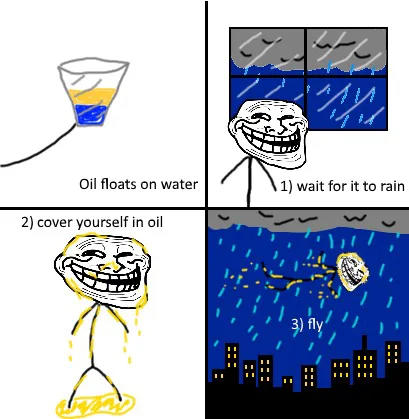 Oil floats on water
1) wait for it to rain
2) cover yourself in oil
3) fly